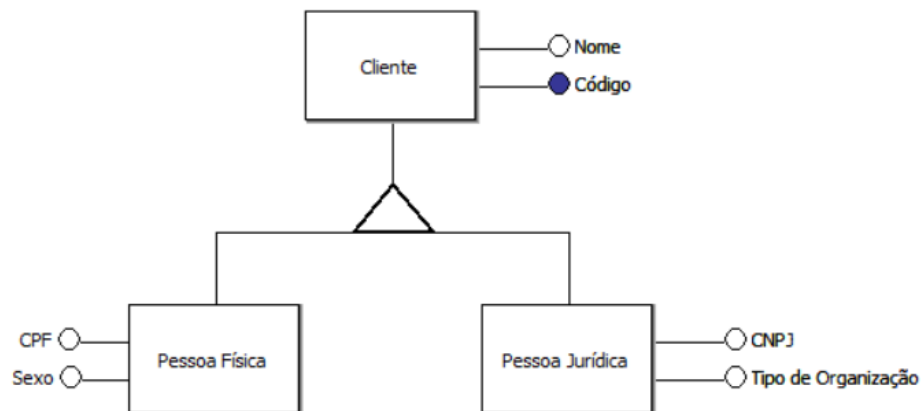 Cliente
Nome
Código
CPF
Sexo
Pessoa Física
Pessoa Jurídica
CNPJ
Tipo de Organização